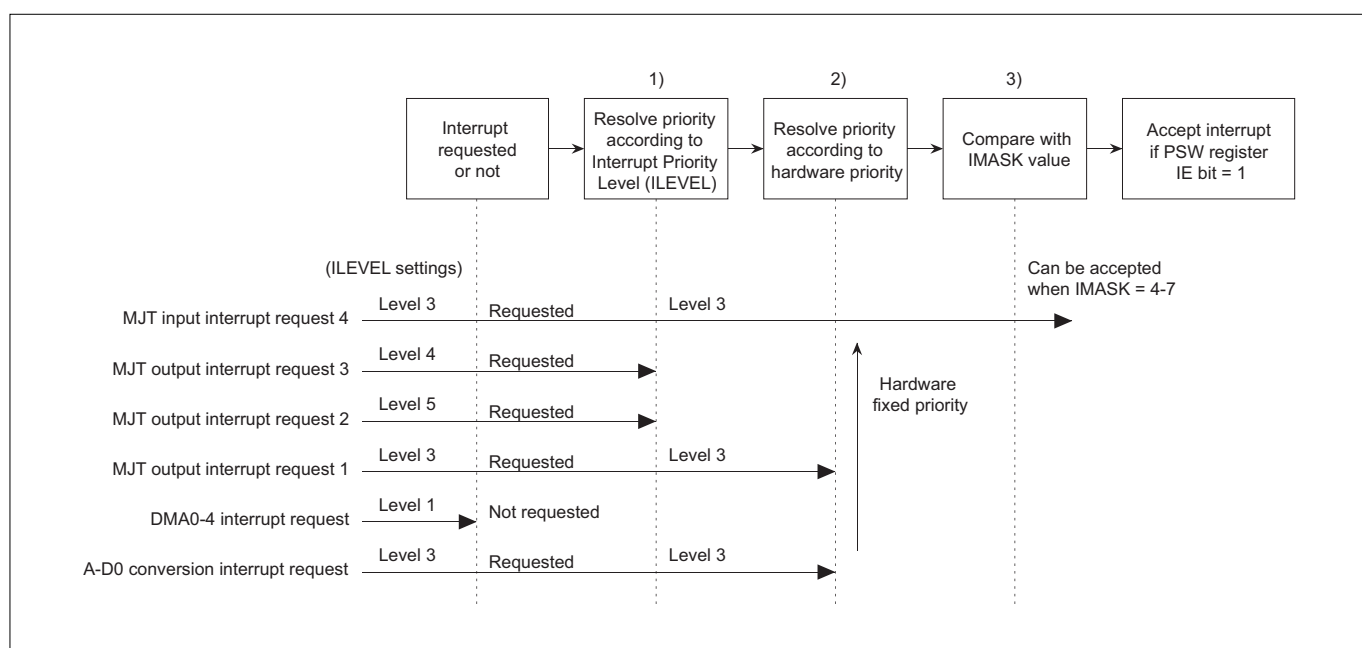 1)
2)
3)
Interrupt
requested
or not
Resolve priority
according to
Interrupt Priority
Level (ILEVEL)
Resolve priority
according to
hardware priority
Compare with
IMASK value
Accept interrupt
if PSW register
IE bit = 1
(ILEVEL settings)
Can be accepted
when IMASK = 4-7
MJT input interrupt request 4 Level 3 Requested Level 3
MJT output interrupt request 3 Level 4 Requested
Hardware
fixed priority
MJT output interrupt request 2 Level 5 Requested
MJT output interrupt request 1 Level 3 Requested Level 3
DMA0-4 interrupt request Level 1 Not requested
A-D0 conversion interrupt request Level 3 Requested Level 3